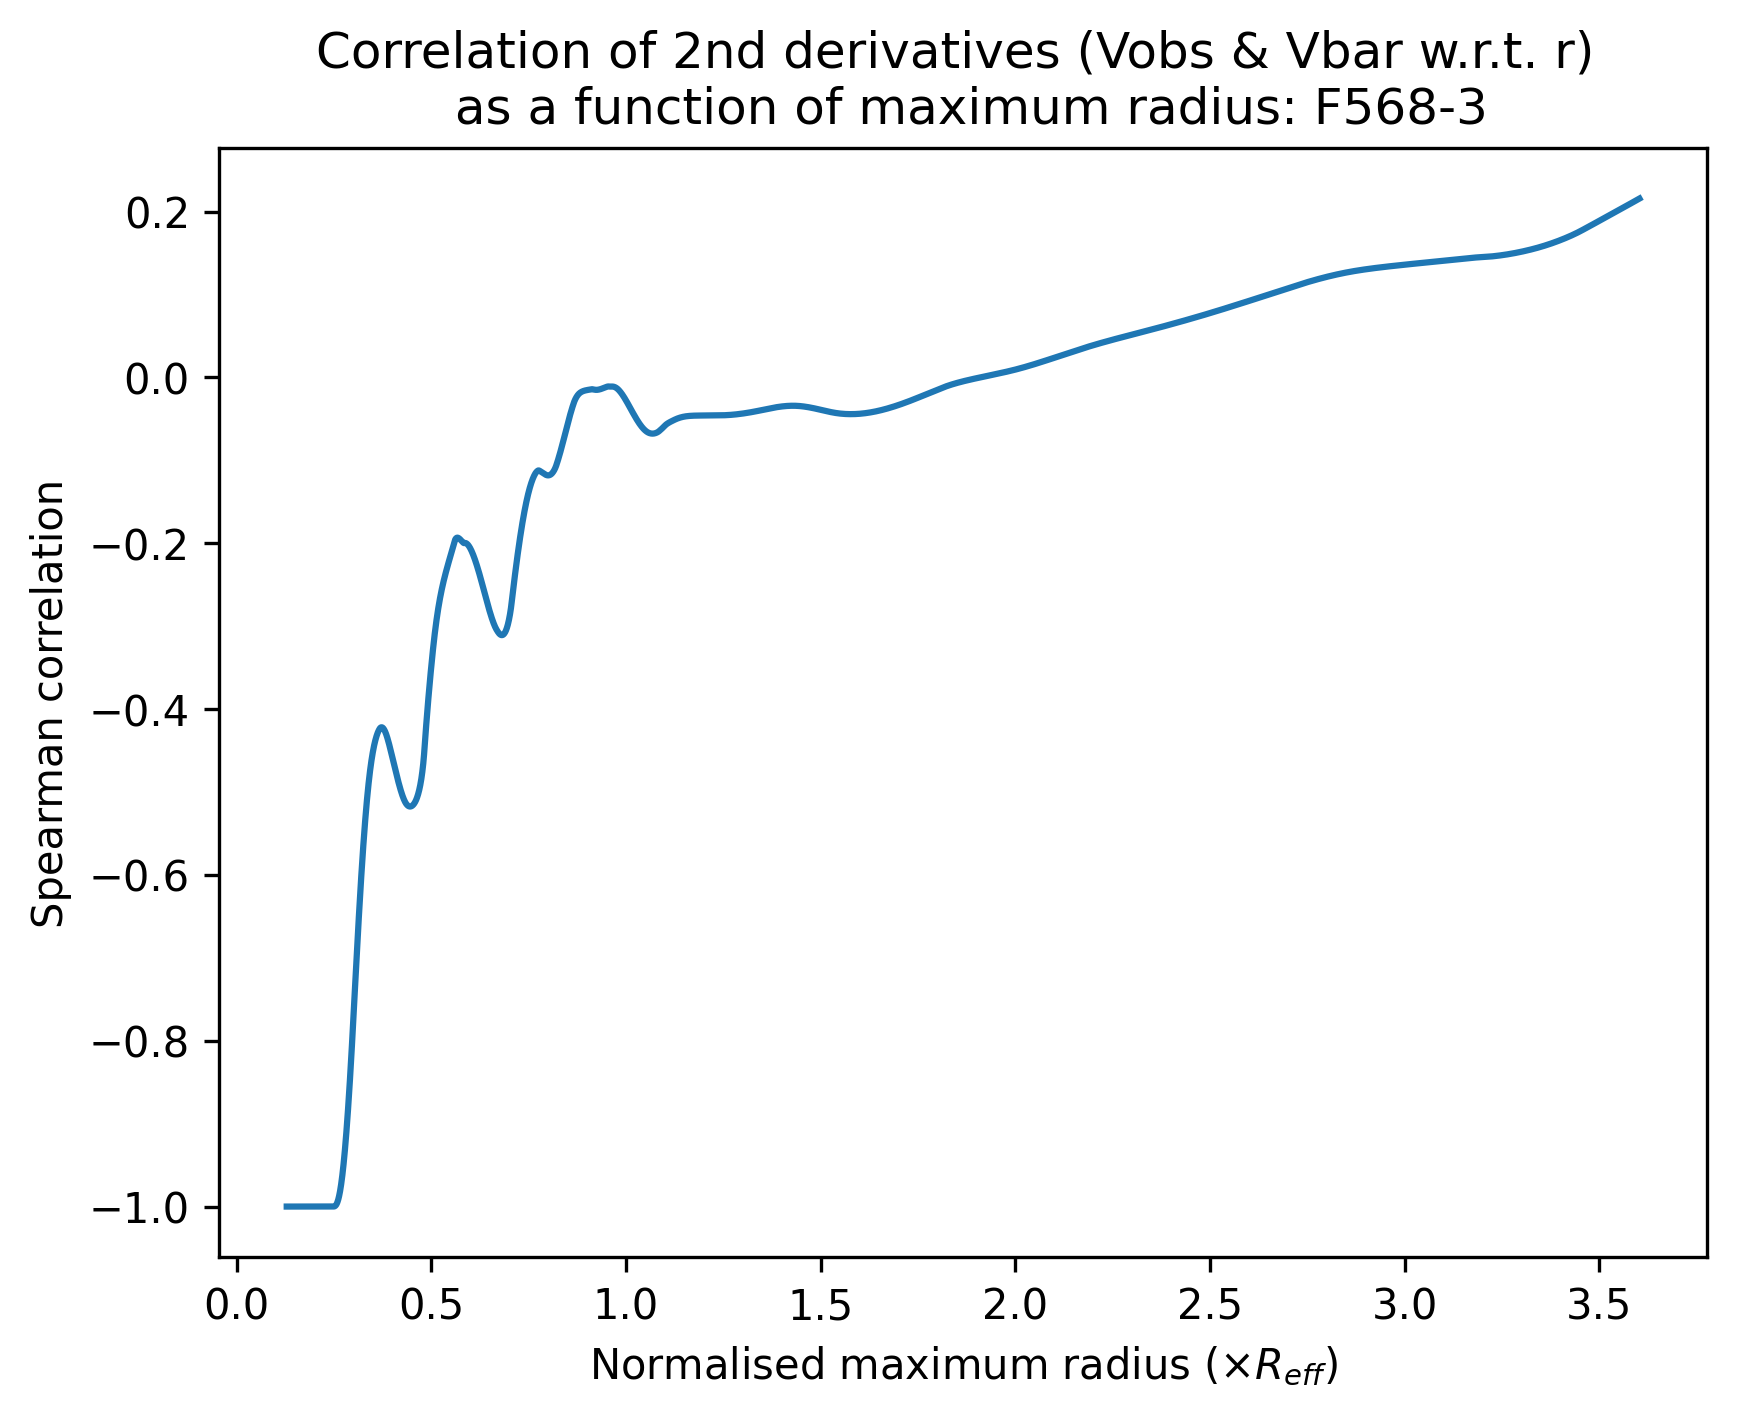 Correlation of 2nd derivatives (Vobs & Vbar w.r.t. r)
as a function of maximum radius: F568-3
Spearman correlation
0.2
0.0
−0.2
−0.4
−0.6
−0.8
−1.0
0.0 0.5 1.0 1.5 2.0 2.5 3.0 3.5
Normalised maximum radius (×R_eff)